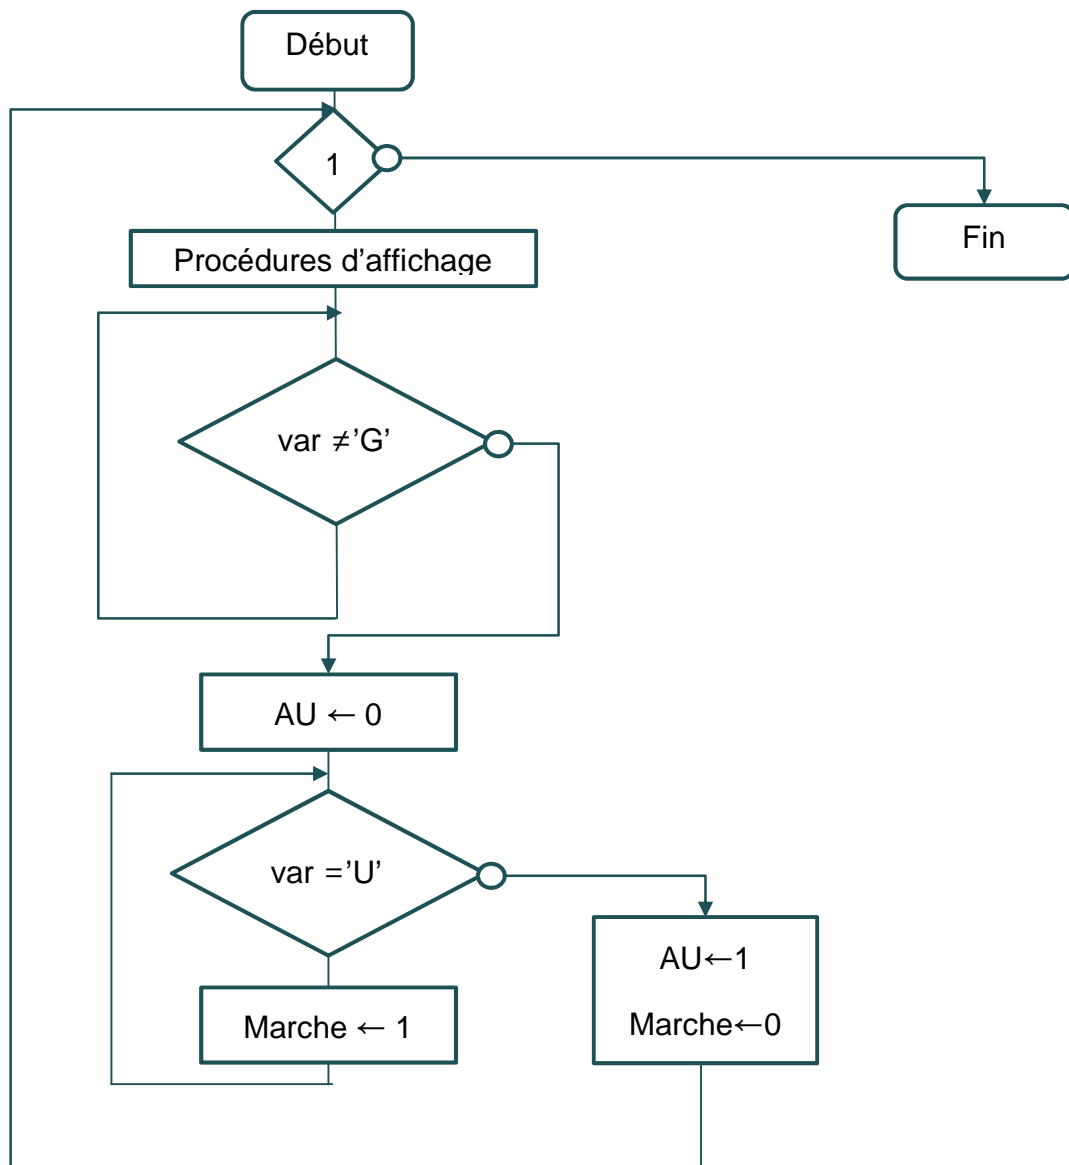 Début
1
Fin
Procédures d’affichage
var ≠’G’
AU ← 0
var =’U’
AU←1
Marche←0
Marche ← 1